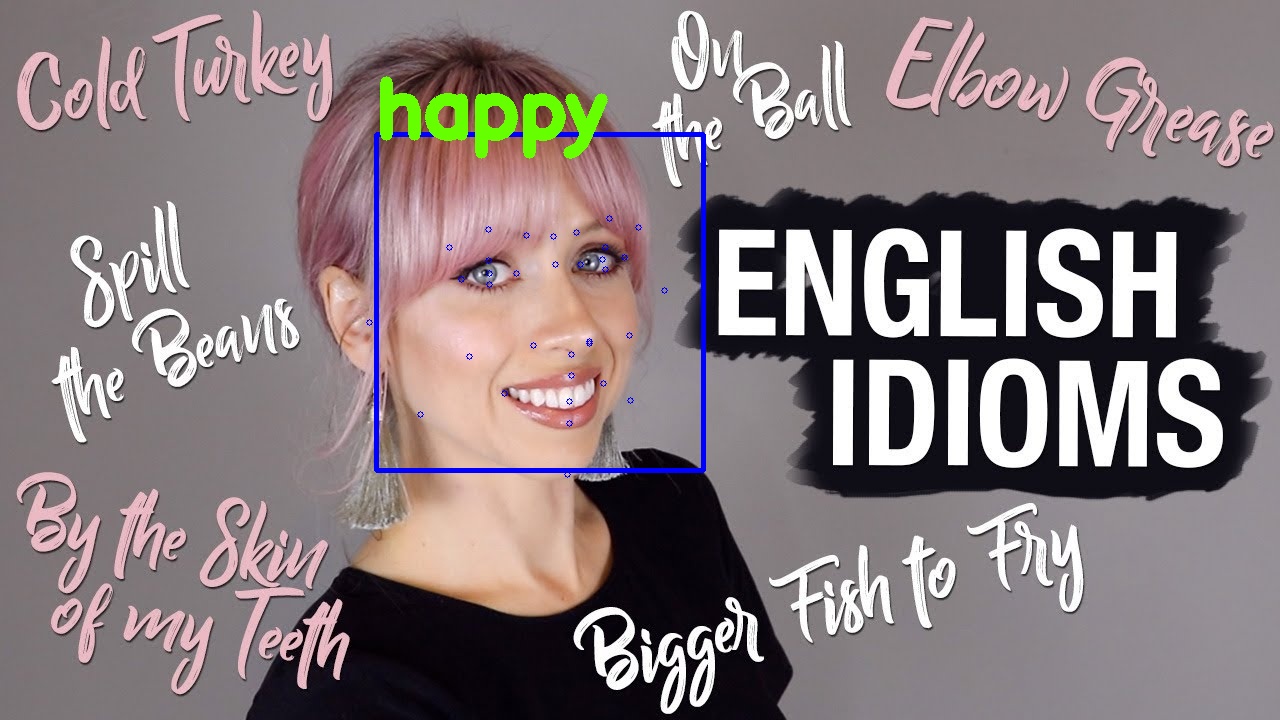 Cold Turkey
happy
On
the Ball
Elbow Grease
Spill
the Beans
ENGLISH
IDIOMS
By the Skin
of my Teeth
Bigger Fish to Fry